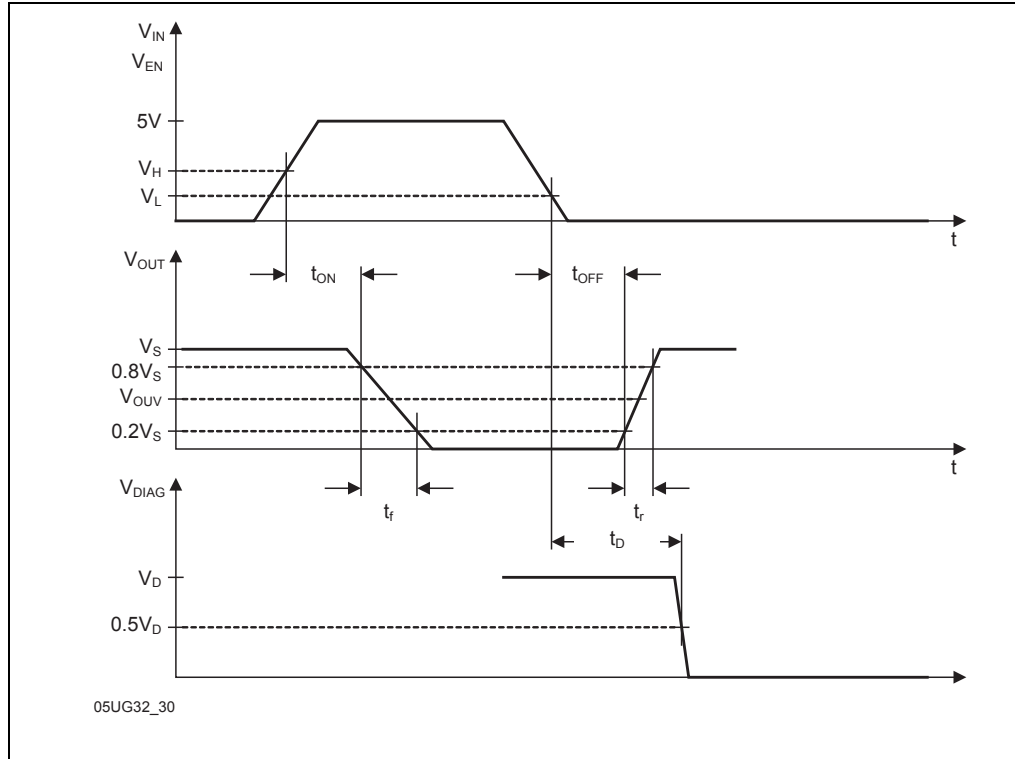 V_IN
V_EN
5V
V_H
V_L
t
V_OUT
t_ON
t_OFF
V_S
0.8V_S
V_OUV
0.2V_S
t
V_DIAG
t_f
t_r
t_D
V_D
0.5V_D
05UG32_30